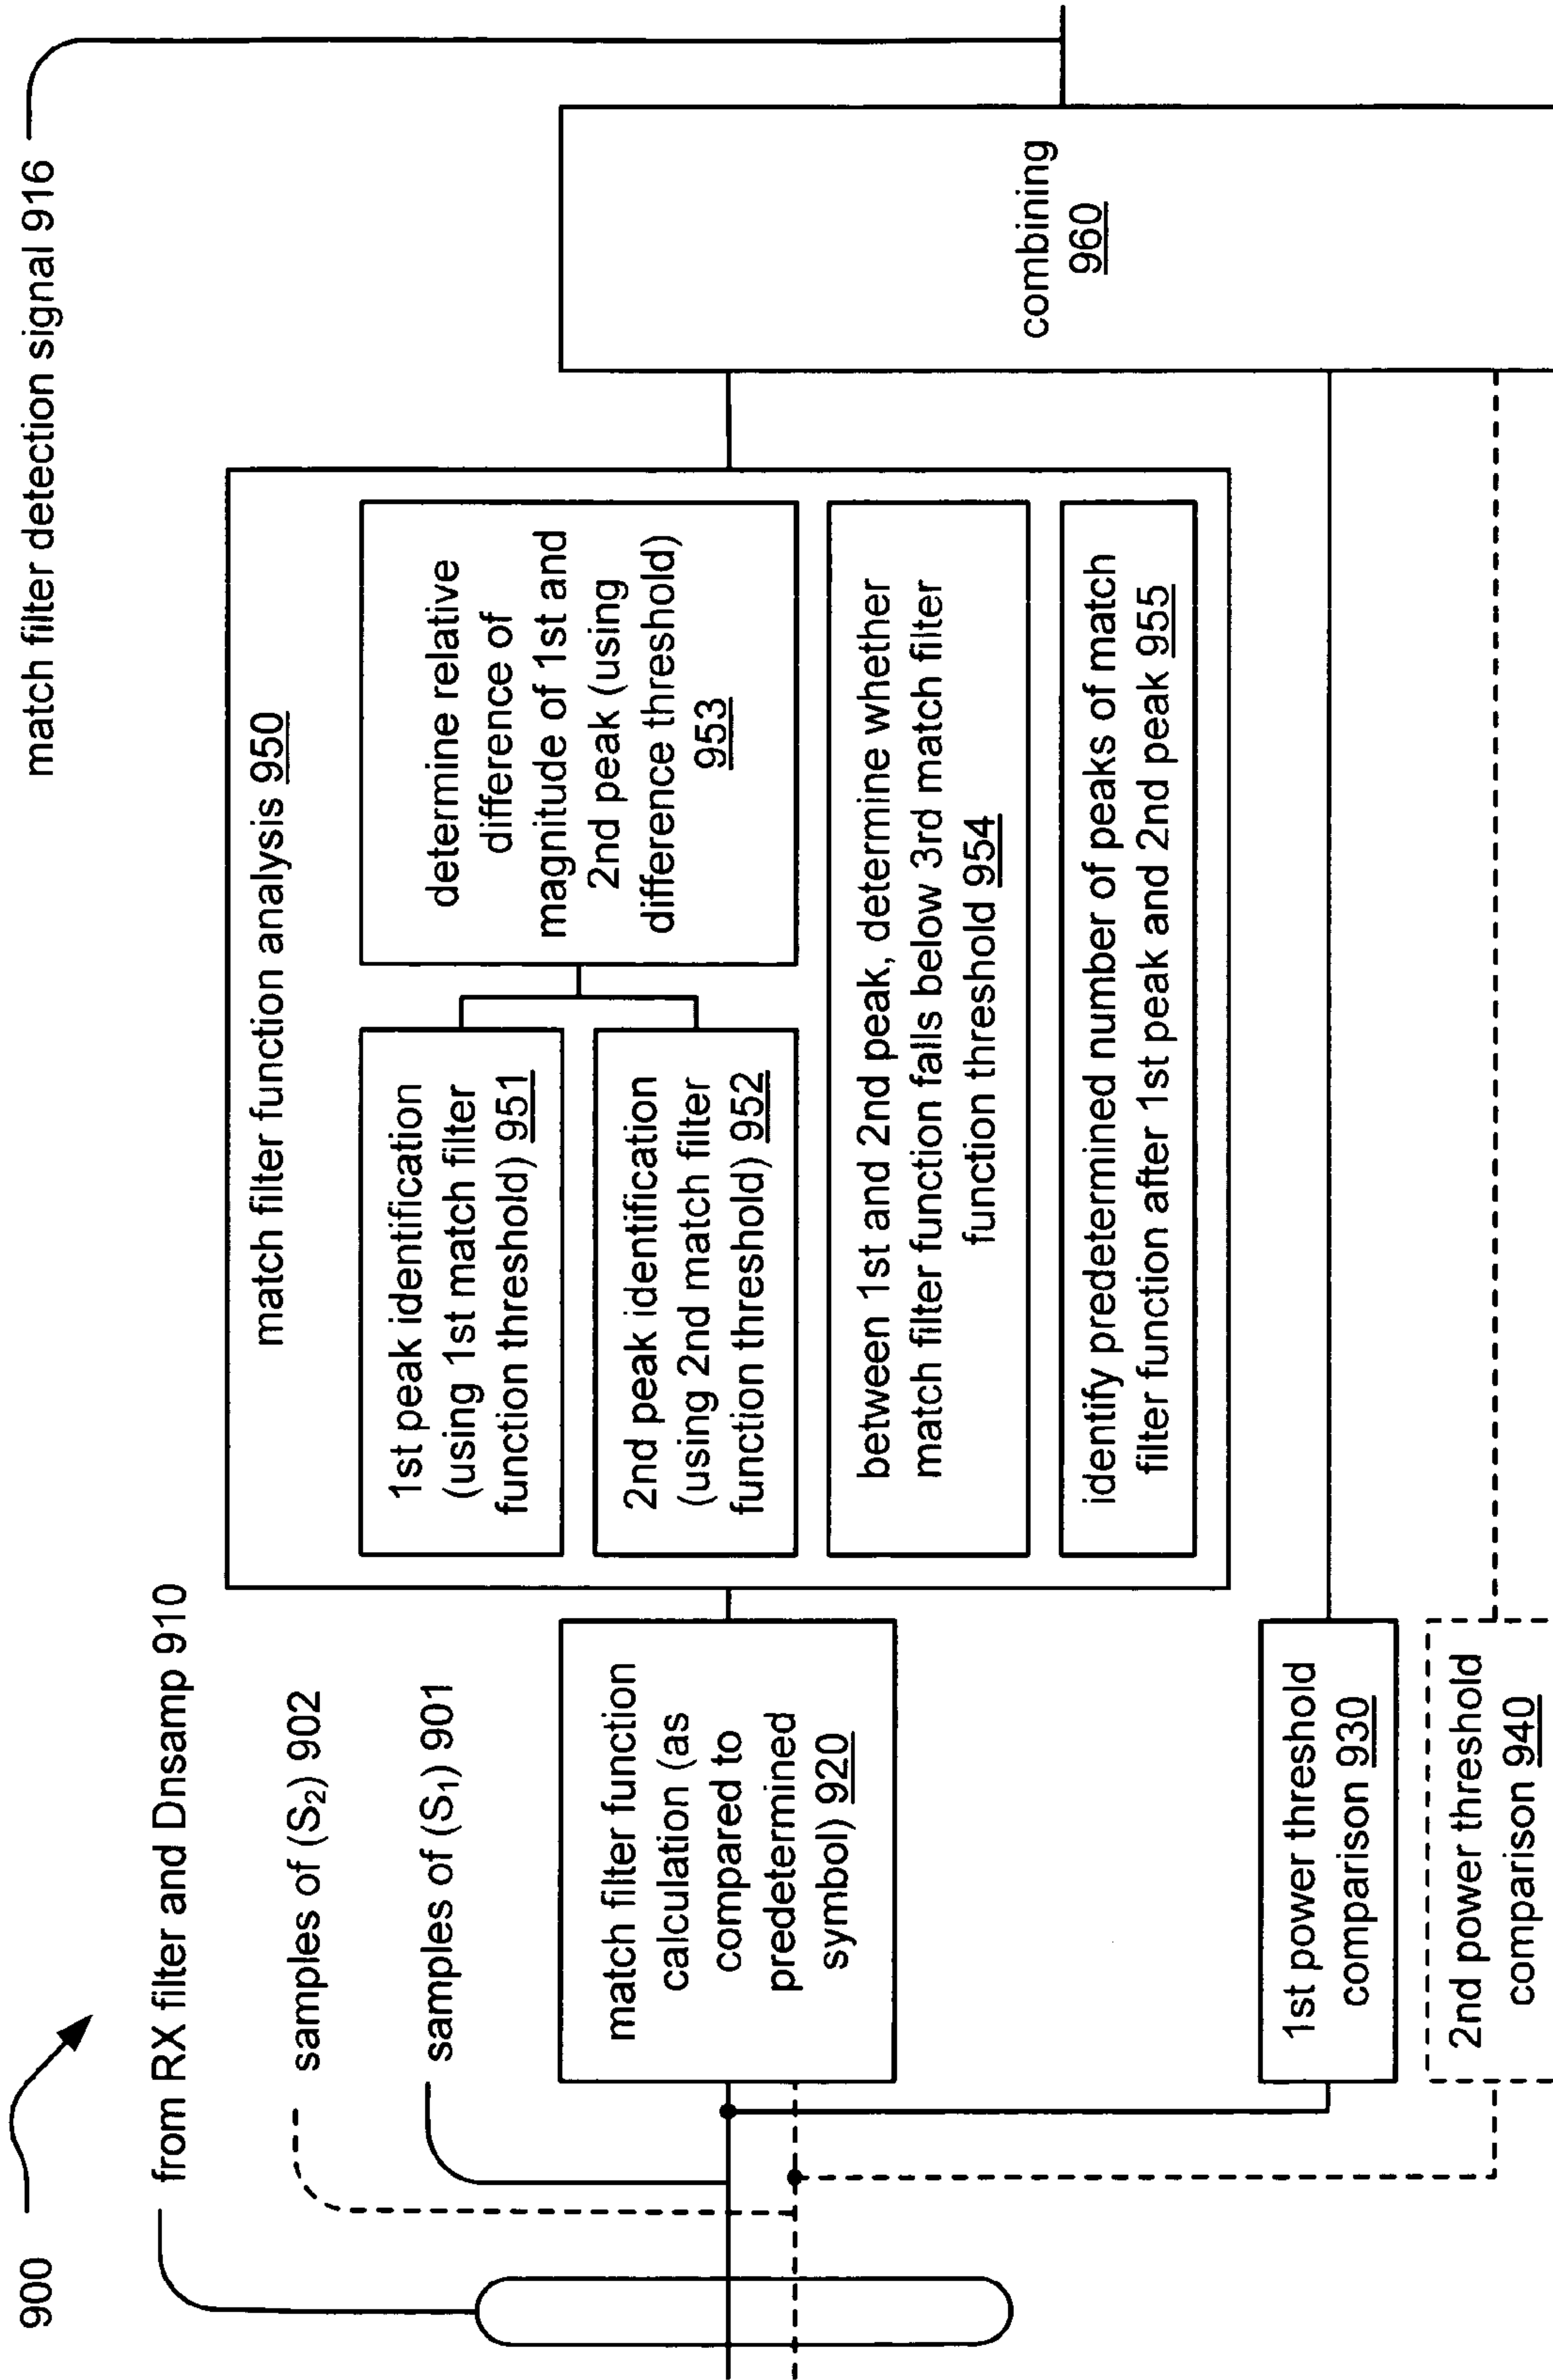 900
from RX filter and Dnsamp 910
samples of (S₂) 902
samples of (S₁) 901
match filter function
calculation (as
compared to
predetermined
symbol) 920
1st power threshold
comparison 930
2nd power threshold
comparison 940
match filter function analysis 950
1st peak identification
(using 1st match filter
function threshold) 951
2nd peak identification
(using 2nd match filter
function threshold) 952
determine relative
difference of
magnitude of 1st and
2nd peak (using
difference threshold)
953
between 1st and 2nd peak, determine whether
match filter function falls below 3rd match filter
function threshold 954
identify predetermined number of peaks of match
filter function after 1st peak and 2nd peak 955
combining
960
match filter detection signal 916